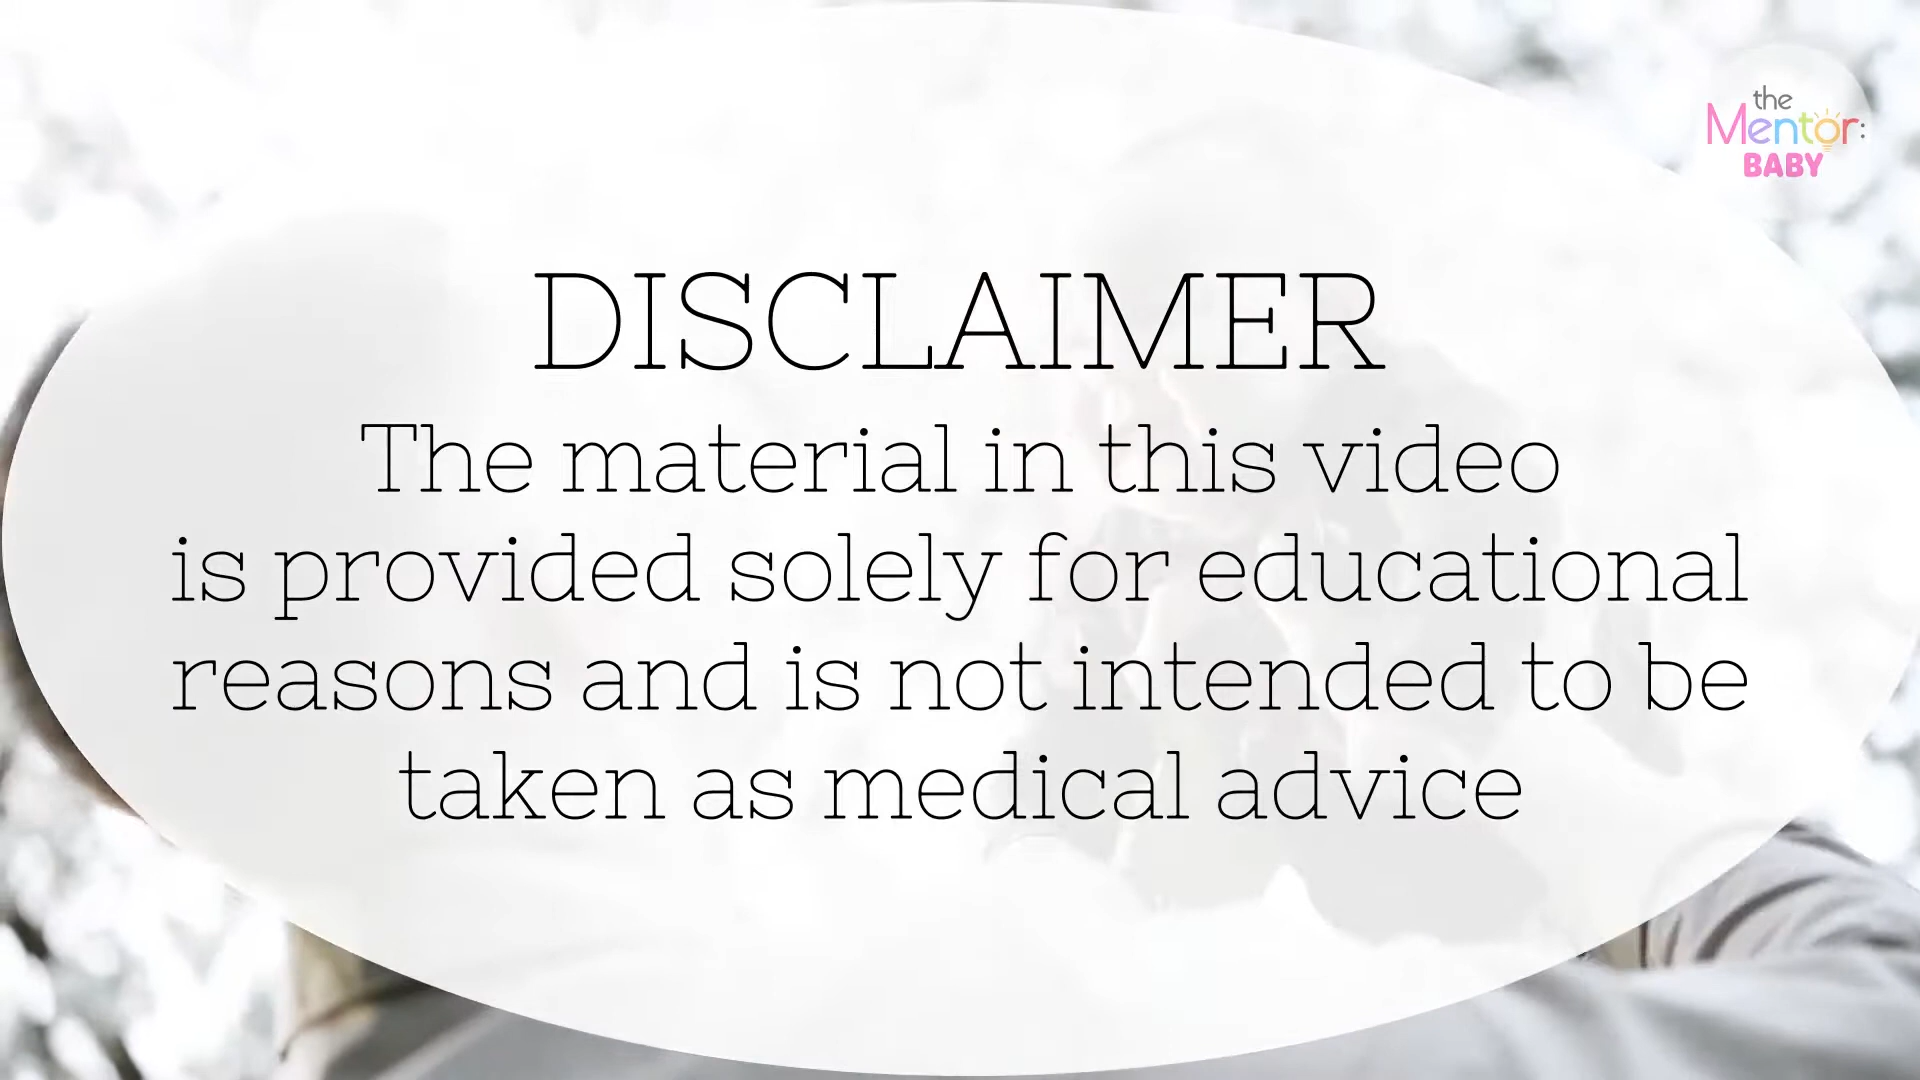 the
Mentor:
BABY
DISCLAIMER
The material in this video
is provided solely for educational
reasons and is not intended to be
taken as medical advice